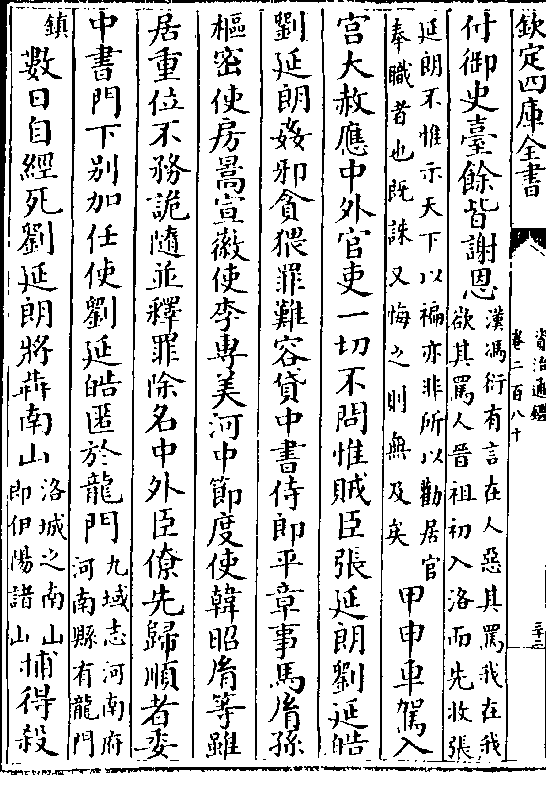 欽定四庫全書
資治通鑑
卷二百八十
三十三
付御史臺餘皆謝恩
漢馮衍有言在人惡其罵我在我
欲其罵人晉祖初入洛而先收張
延朗不惟示天下以褊亦非所以勸居官
奉職者也既誅又悔之則無及矣
甲申車駕入
宫大赦應中外官吏一切不問惟賊臣張延朗劉延皓
劉延朗姦邪貪猥罪難容貸中書侍郎平章事馬𦙍孫
樞密使房暠宣徽使李專美河中節度使韓昭𦙍等雖
居重位不務詭隨並釋罪除名中外臣僚先歸順者委
中書門下别加任使劉延皓匿於龍門
九域志河南府
河南縣有龍門
鎮
數日自經死劉延朗將奔南山
洛城之南山
即伊陽諸山
捕得殺